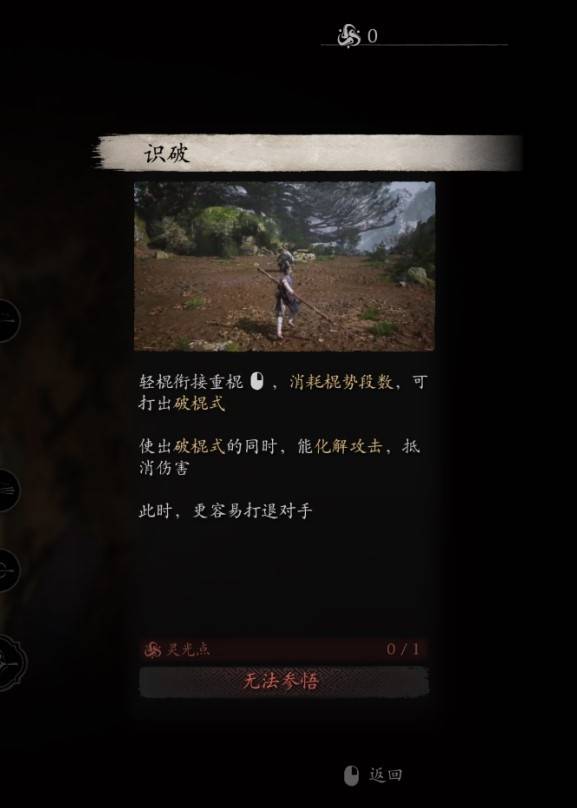 0
识破
轻棍衔接重棍 ，消耗棍势段数，可
打出破棍式
使出破棍式的同时，能化解攻击，抵
消伤害
此时，更容易打退对手
灵光点 0/1
无法参悟
返回